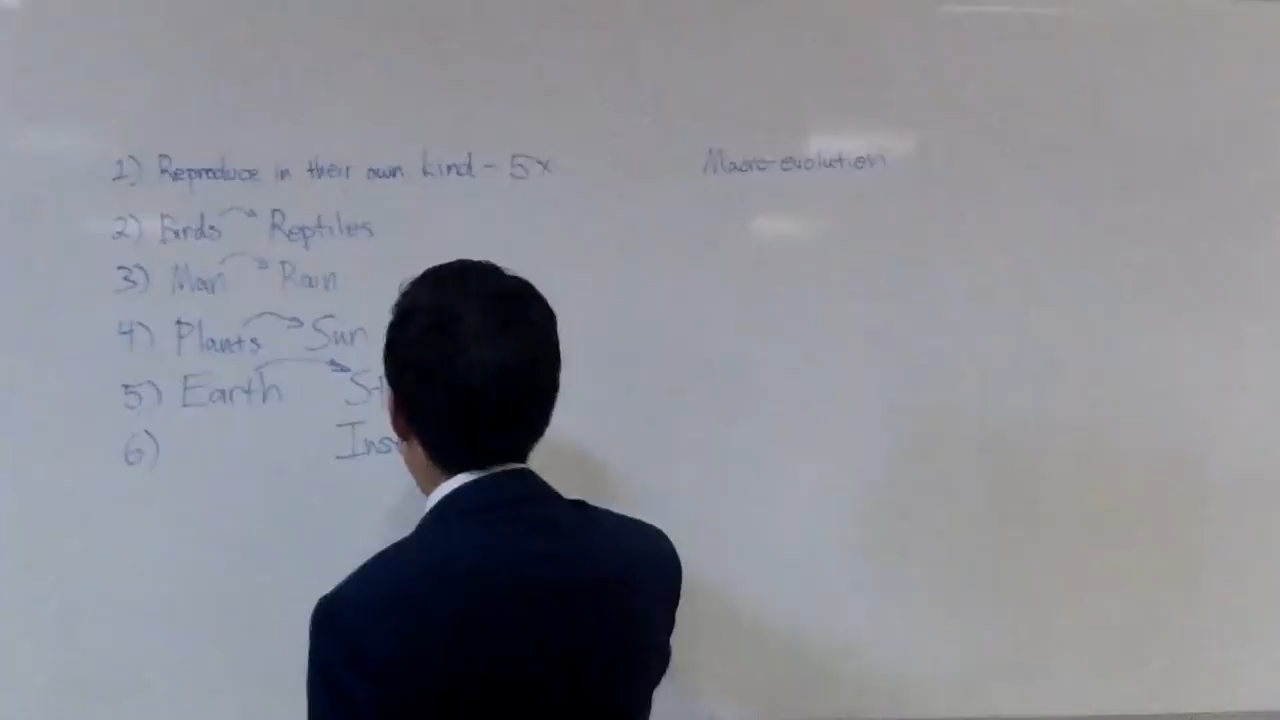 1) Reproduce in their own kind - 5x
Macro-evolution
2) Birds → Reptiles
3) Man → Rain
4) Plants → Sun
5) Earth →
6)